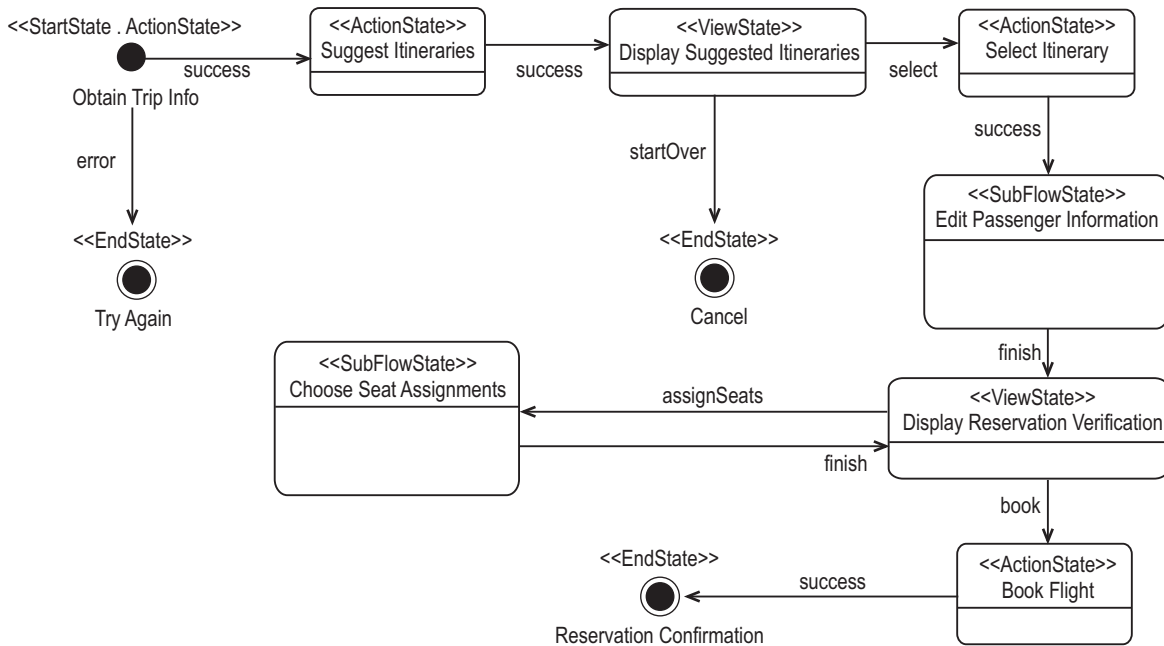 <<StartState . ActionState>>
success
Obtain Trip Info
error
<<EndState>>
Try Again
<<ActionState>>
Suggest Itineraries
success
<<ViewState>>
Display Suggested Itineraries
select
startOver
<<EndState>>
Cancel
<<ActionState>>
Select Itinerary
success
<<SubFlowState>>
Edit Passenger Information
finish
<<ViewState>>
Display Reservation Verification
assignSeats
<<SubFlowState>>
Choose Seat Assignments
finish
book
<<ActionState>>
Book Flight
success
<<EndState>>
Reservation Confirmation